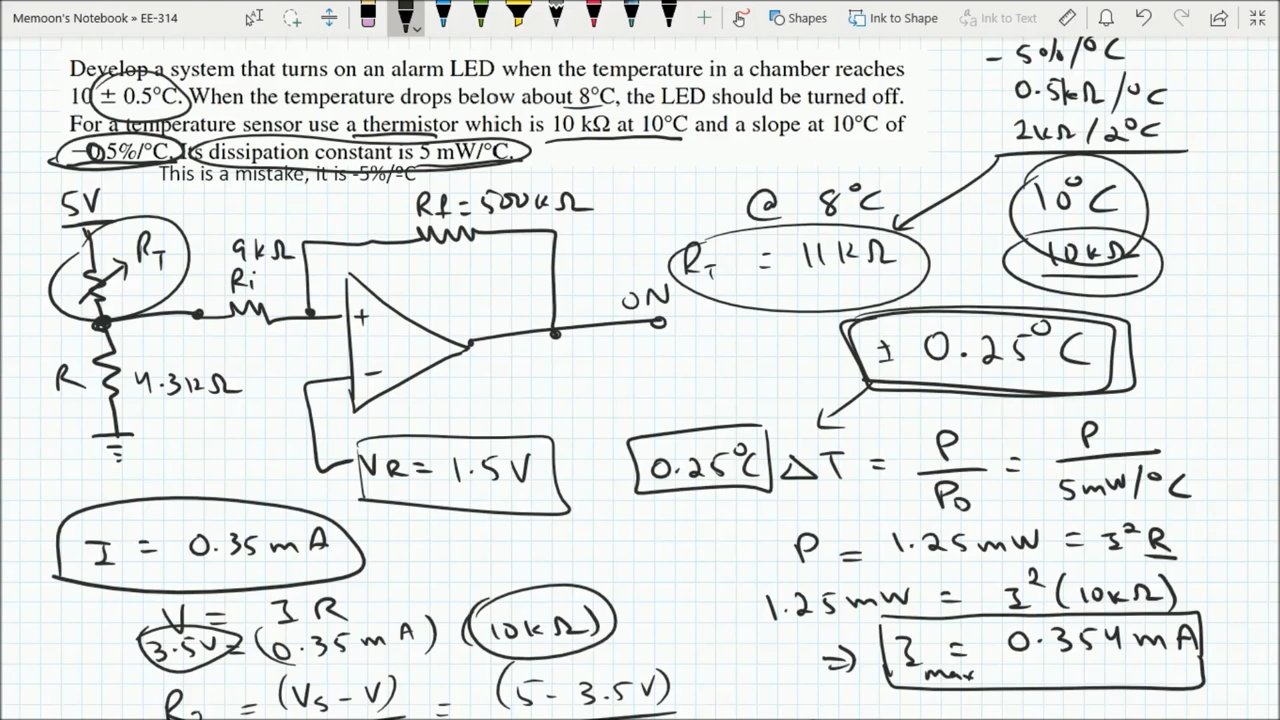 Memoon's Notebook » EE-314
Shapes
Ink to Shape
Ink to Text
Develop a system that turns on an alarm LED when the temperature in a chamber reaches
10 ± 0.5°C. When the temperature drops below about 8°C, the LED should be turned off.
For a temperature sensor use a thermistor which is 10 kΩ at 10°C and a slope at 10°C of
−0.5%/°C. Its dissipation constant is 5 mW/°C.
This is a mistake, it is -5%/ºC
- 5%/°C
0.5kΩ/°C
2kΩ/2°C
10°C
10kΩ
@ 8°C
RT = 11kΩ
± 0.25°C
5V
RT
9kΩ
Ri
Rf = 500kΩ
+
-
ON
R
4.312Ω
VR = 1.5V
0.25°C ΔT = P/PD = P/5mW/°C
P = 1.25mW = I²R
1.25mW = I²(10kΩ)
⇒ Imax = 0.354mA
I = 0.35mA
V = IR
3.5V = (0.35mA)(10kΩ)
= (Vs - V) = (5 - 3.5V)